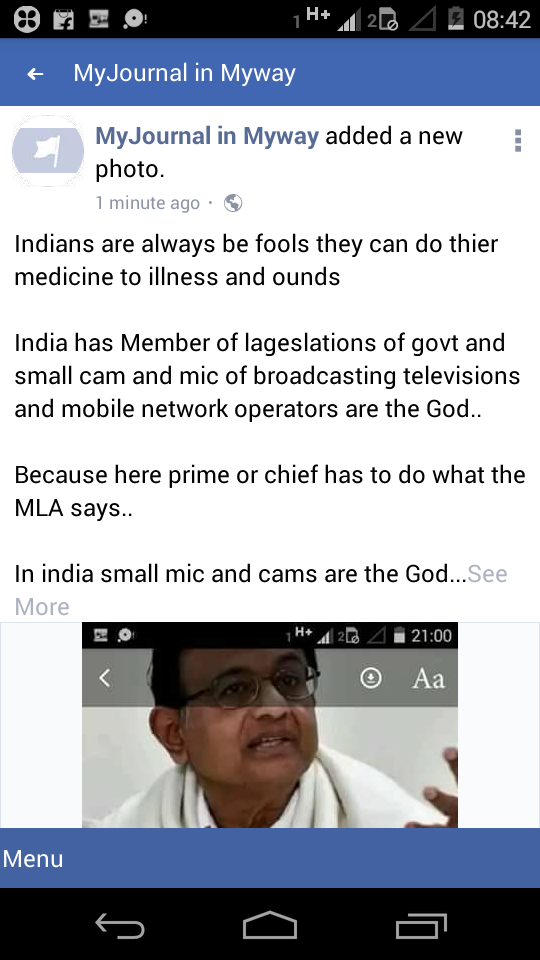 1 H+ 2 08:42
MyJournal in Myway
MyJournal in Myway added a new
photo.
1 minute ago ·
Indians are always be fools they can do thier
medicine to illness and ounds
India has Member of lageslations of govt and
small cam and mic of broadcasting televisions
and mobile network operators are the God..
Because here prime or chief has to do what the
MLA says..
In india small mic and cams are the God...See
More
1 H+ 2 21:00
Aa
Menu